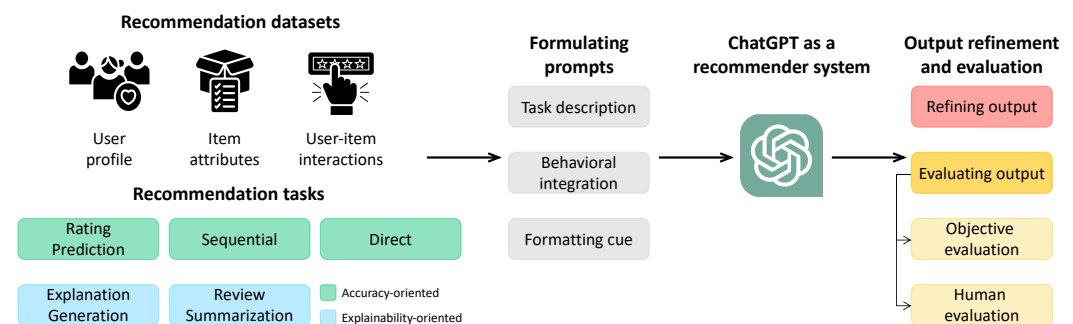 Recommendation datasets
User
profile
Item
attributes
User-item
interactions
Recommendation tasks
Rating
Prediction
Sequential
Direct
Explanation
Generation
Review
Summarization
Accuracy-oriented
Explainability-oriented
Formulating
prompts
Task description
Behavioral
integration
Formatting cue
ChatGPT as a
recommender system
Output refinement
and evaluation
Refining output
Evaluating output
Objective
evaluation
Human
evaluation